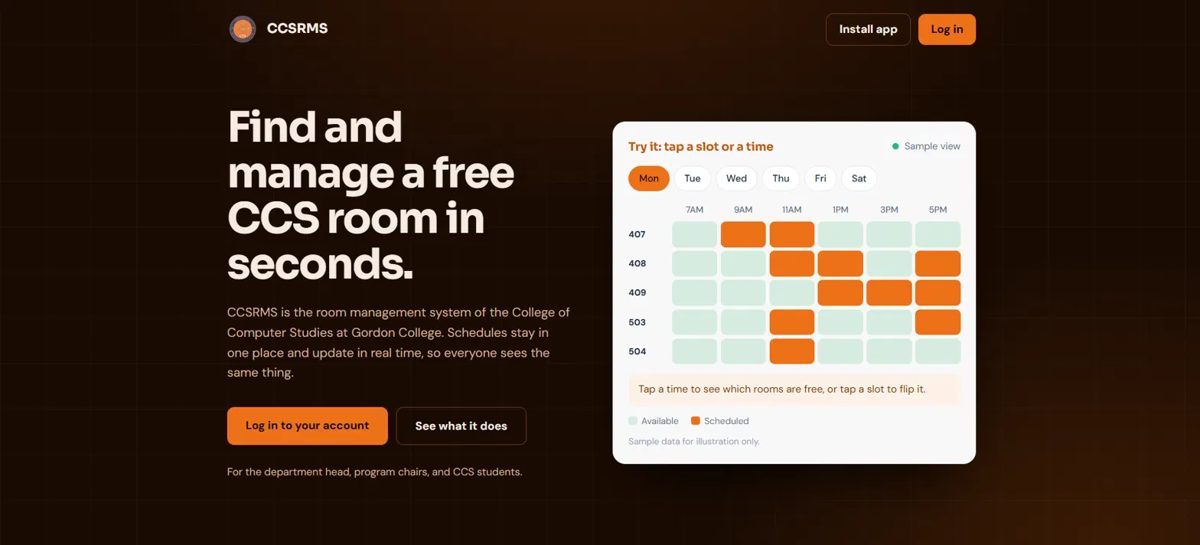 CCSRMS
Install app
Log in
Find and
manage a free
CCS room in
seconds.
CCSRMS is the room management system of the College of
Computer Studies at Gordon College. Schedules stay in
one place and update in real time, so everyone sees the
same thing.
Log in to your account
See what it does
For the department head, program chairs, and CCS students.
Try it: tap a slot or a time
Sample view
Mon Tue Wed Thu Fri Sat
7AM 9AM 11AM 1PM 3PM 5PM
407
408
409
503
504
Tap a time to see which rooms are free, or tap a slot to flip it.
Available Scheduled
Sample data for illustration only.